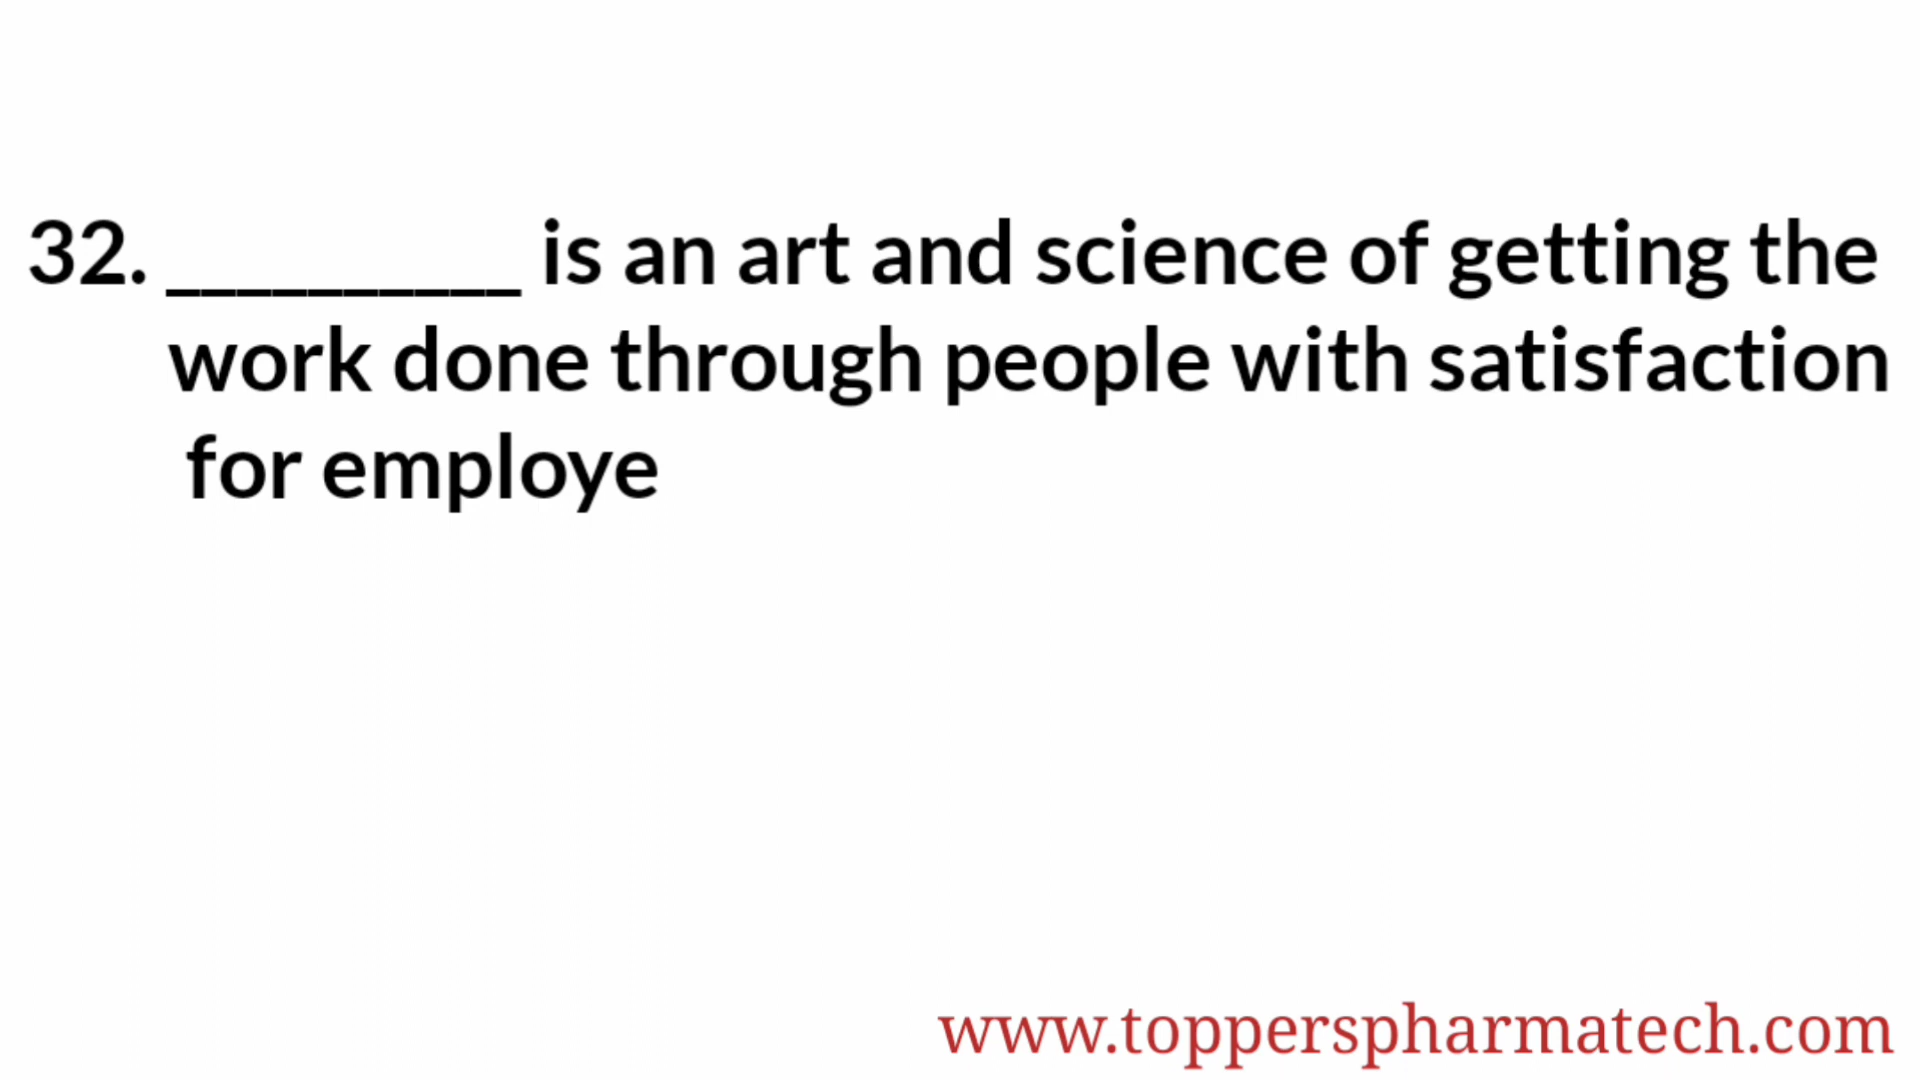 32. __________ is an art and science of getting the
work done through people with satisfaction
for employe
www.topperspharmatech.com